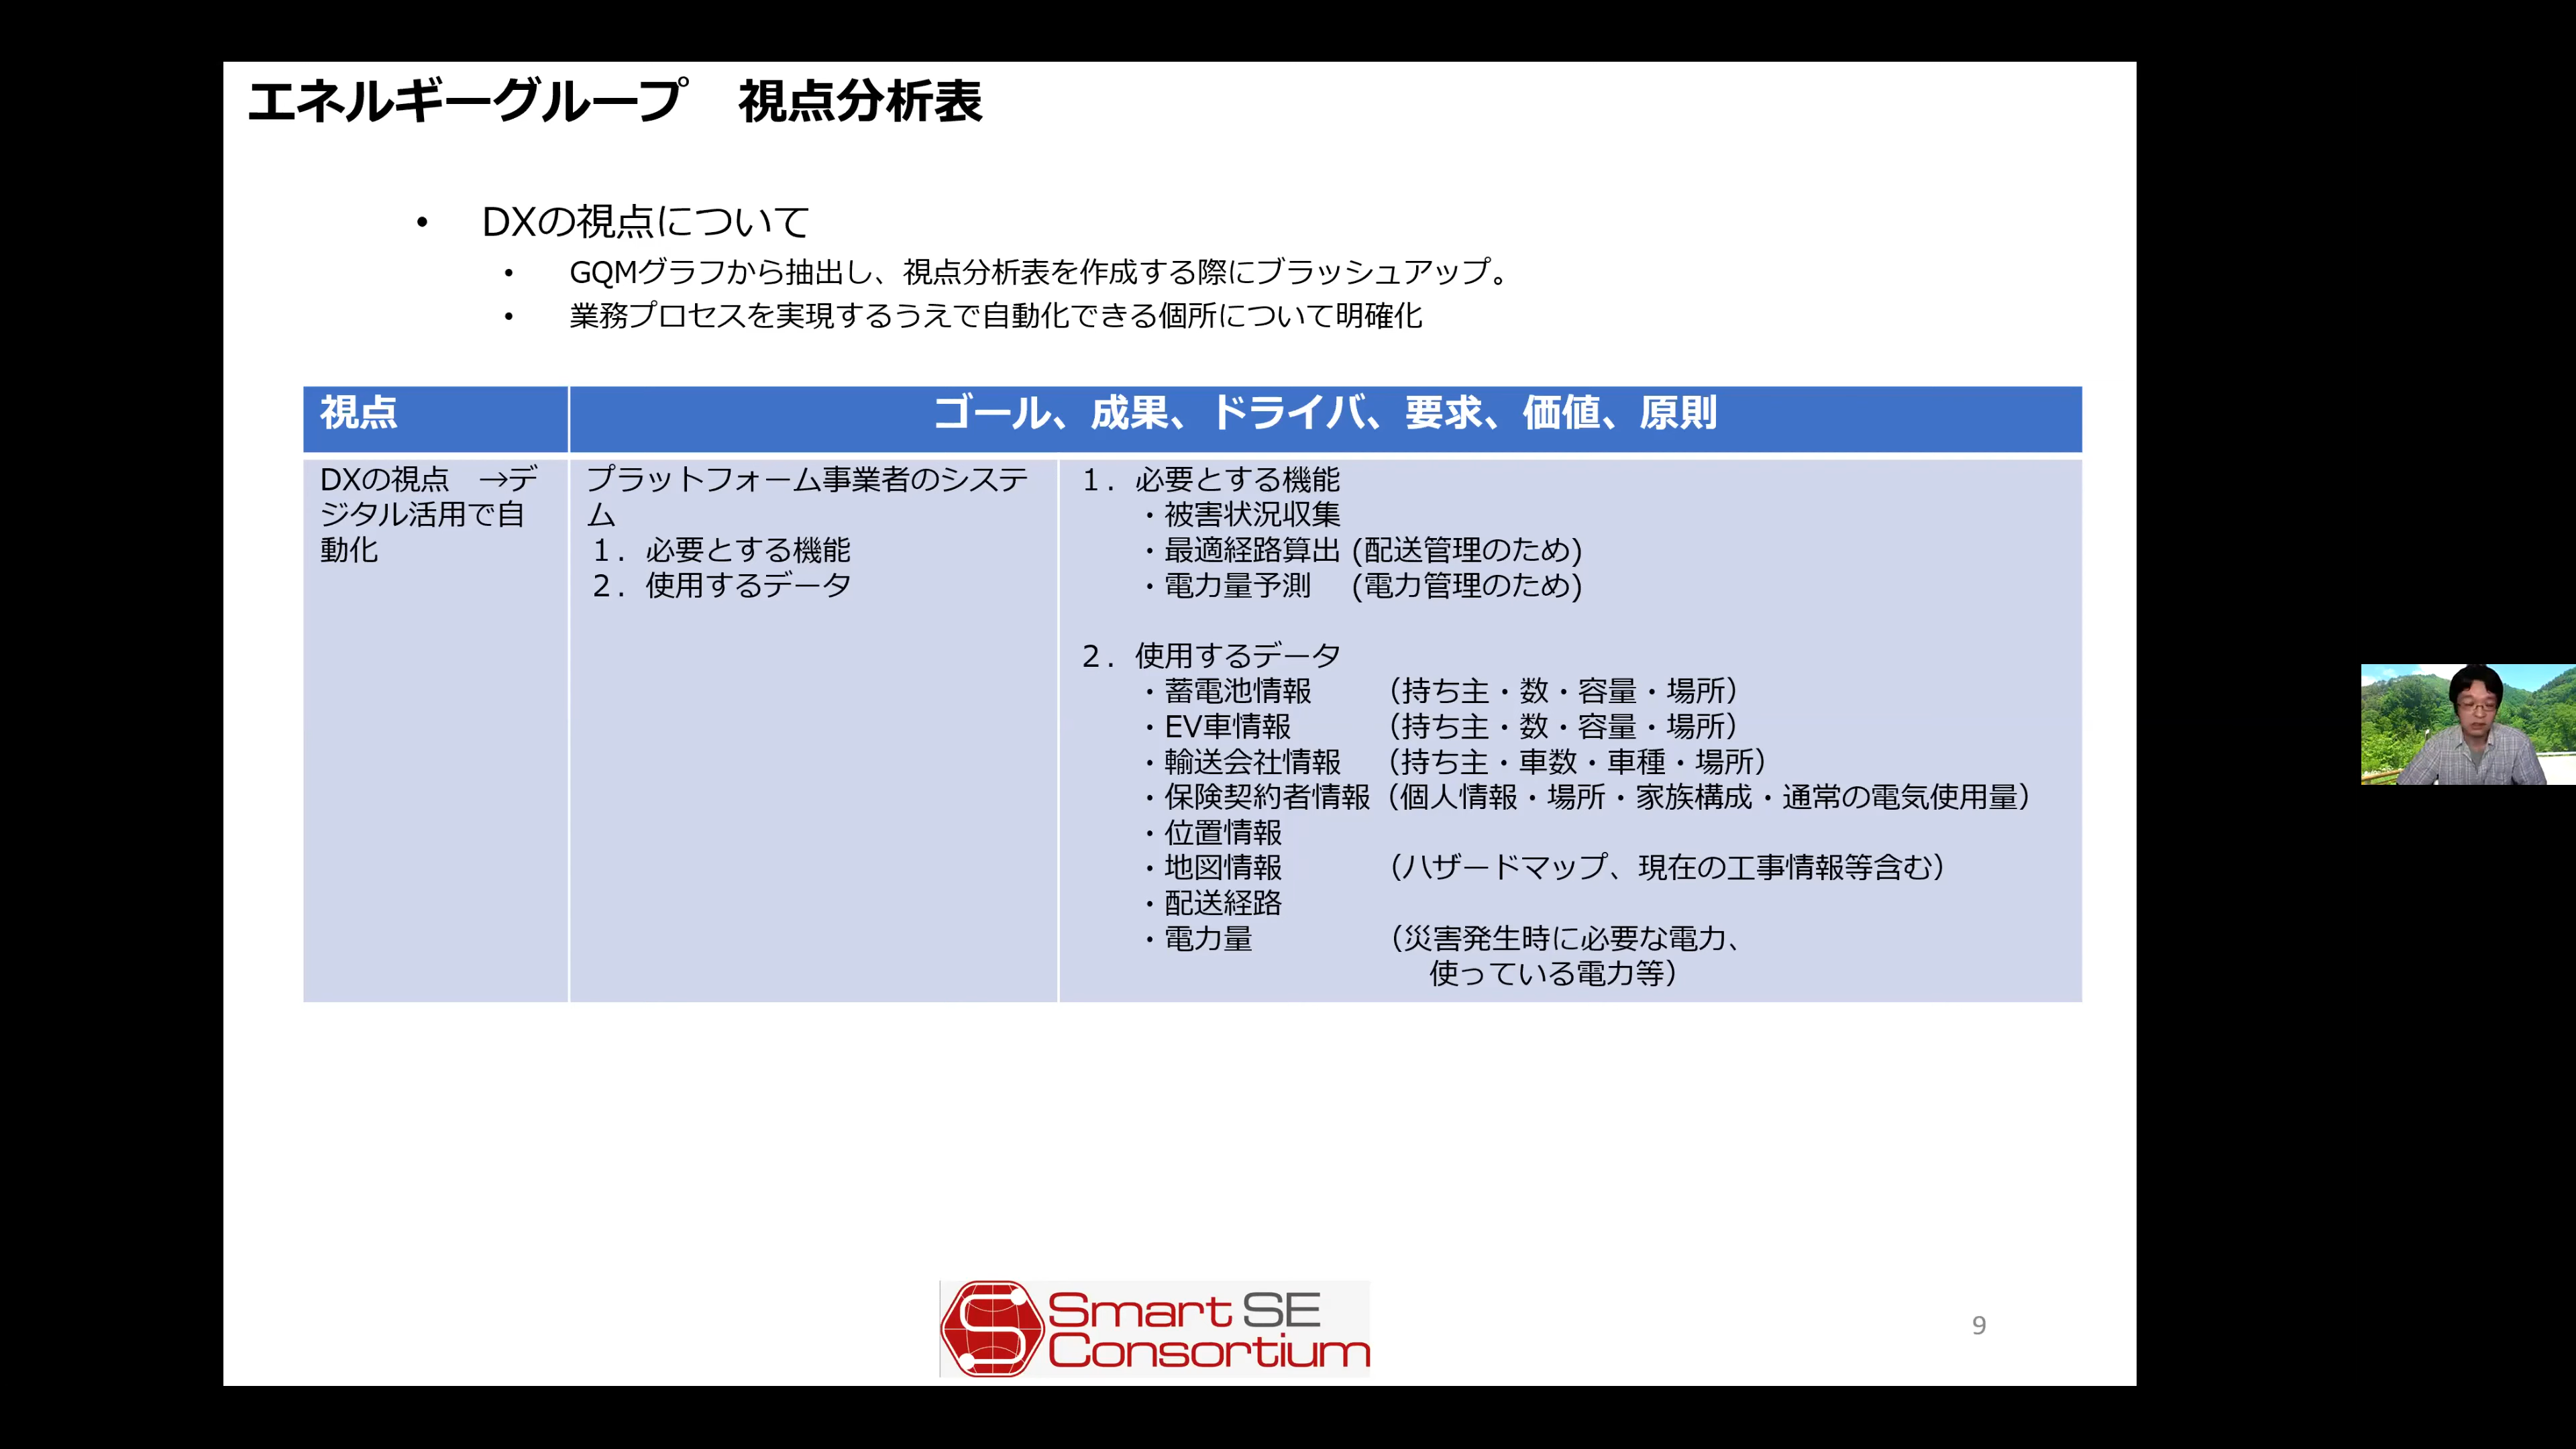 エネルギーグループ　視点分析表
• DXの視点について
• GQMグラフから抽出し、視点分析表を作成する際にブラッシュアップ。
• 業務プロセスを実現するうえで自動化できる個所について明確化
視点
ゴール、成果、ドライバ、要求、価値、原則
DXの視点　→デ
ジタル活用で自
動化
プラットフォーム事業者のシステ
ム
１．必要とする機能
２．使用するデータ
１．必要とする機能
・被害状況収集
・最適経路算出 (配送管理のため)
・電力量予測　(電力管理のため)
２．使用するデータ
・蓄電池情報　（持ち主・数・容量・場所）
・EV車情報　（持ち主・数・容量・場所）
・輸送会社情報　（持ち主・車数・車種・場所）
・保険契約者情報（個人情報・場所・家族構成・通常の電気使用量）
・位置情報
・地図情報　（ハザードマップ、現在の工事情報等含む）
・配送経路
・電力量　（災害発生時に必要な電力、
使っている電力等）
Smart SE
Consortium
9